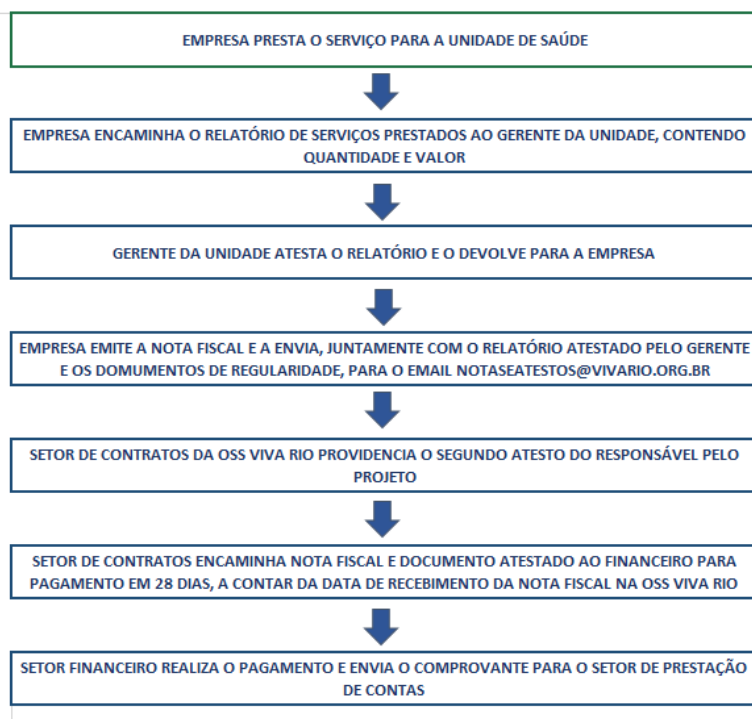 EMPRESA PRESTA O SERVIÇO PARA A UNIDADE DE SAÚDE
EMPRESA ENCAMINHA O RELATÓRIO DE SERVIÇOS PRESTADOS AO GERENTE DA UNIDADE, CONTENDO
QUANTIDADE E VALOR
GERENTE DA UNIDADE ATESTA O RELATÓRIO E O DEVOLVE PARA A EMPRESA
EMPRESA EMITE A NOTA FISCAL E A ENVIA, JUNTAMENTE COM O RELATÓRIO ATESTADO PELO GERENTE
E OS DOMUMENTOS DE REGULARIDADE, PARA O EMAIL NOTASEATESTOS@VIVARIO.ORG.BR
SETOR DE CONTRATOS DA OSS VIVA RIO PROVIDENCIA O SEGUNDO ATESTO DO RESPONSÁVEL PELO
PROJETO
SETOR DE CONTRATOS ENCAMINHA NOTA FISCAL E DOCUMENTO ATESTADO AO FINANCEIRO PARA
PAGAMENTO EM 28 DIAS, A CONTAR DA DATA DE RECEBIMENTO DA NOTA FISCAL NA OSS VIVA RIO
SETOR FINANCEIRO REALIZA O PAGAMENTO E ENVIA O COMPROVANTE PARA O SETOR DE PRESTAÇÃO
DE CONTAS